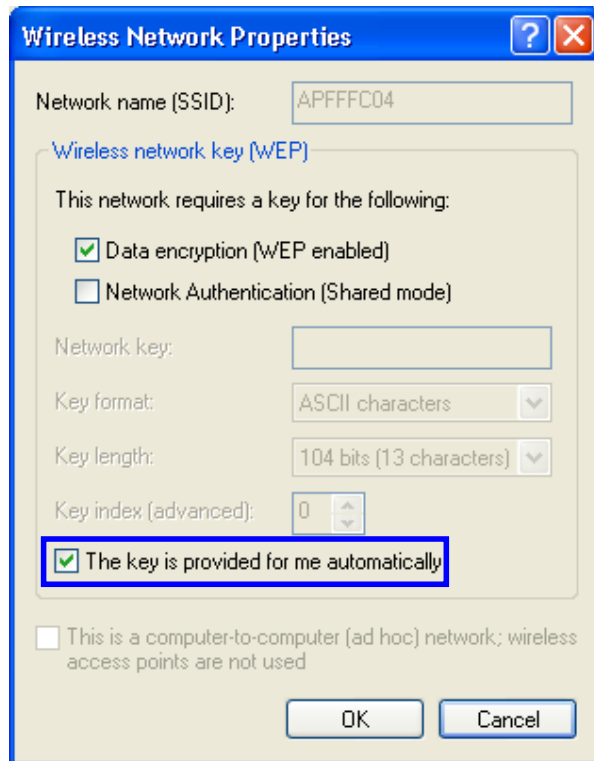 Wireless Network Properties
Network name (SSID): APFFFC04
Wireless network key (WEP)
This network requires a key for the following:
Data encryption (WEP enabled)
Network Authentication (Shared mode)
Network key:
Key format: ASCII characters
Key length: 104 bits (13 characters)
Key index (advanced): 0
The key is provided for me automatically
This is a computer-to-computer (ad hoc) network; wireless
access points are not used
OK Cancel